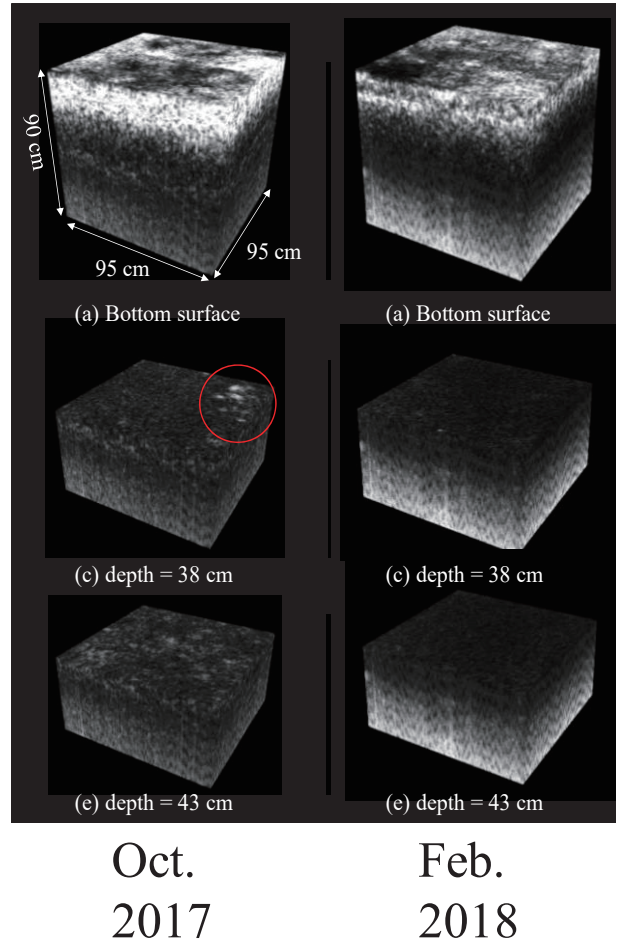 90 cm
95 cm
95 cm
(a) Bottom surface
(a) Bottom surface
(c) depth = 38 cm
(c) depth = 38 cm
(e) depth = 43 cm
(e) depth = 43 cm
Oct.
2017
Feb.
2018